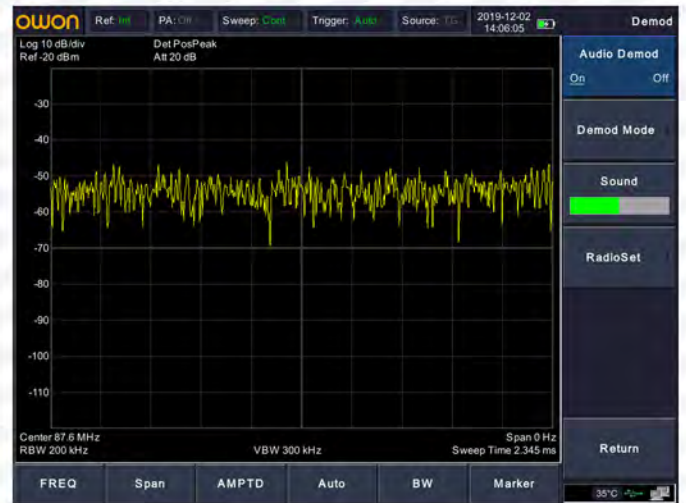 OWON Ref: Int PA: Off Sweep: Cont Trigger: Auto Source: TG 2019-12-02 Demod
14:06:05
Log 10 dB/div Det PosPeak
Ref -20 dBm Att 20 dB
Audio Demod
On Off
-30
-40
Demod Mode
-50
Sound
-60
-70
RadioSet
-80
-90
-100
-110
Center 87.6 MHz Span 0 Hz
RBW 200 kHz VBW 300 kHz Sweep Time 2.345 ms
Return
FREQ Span AMPTD Auto BW Marker
35°C